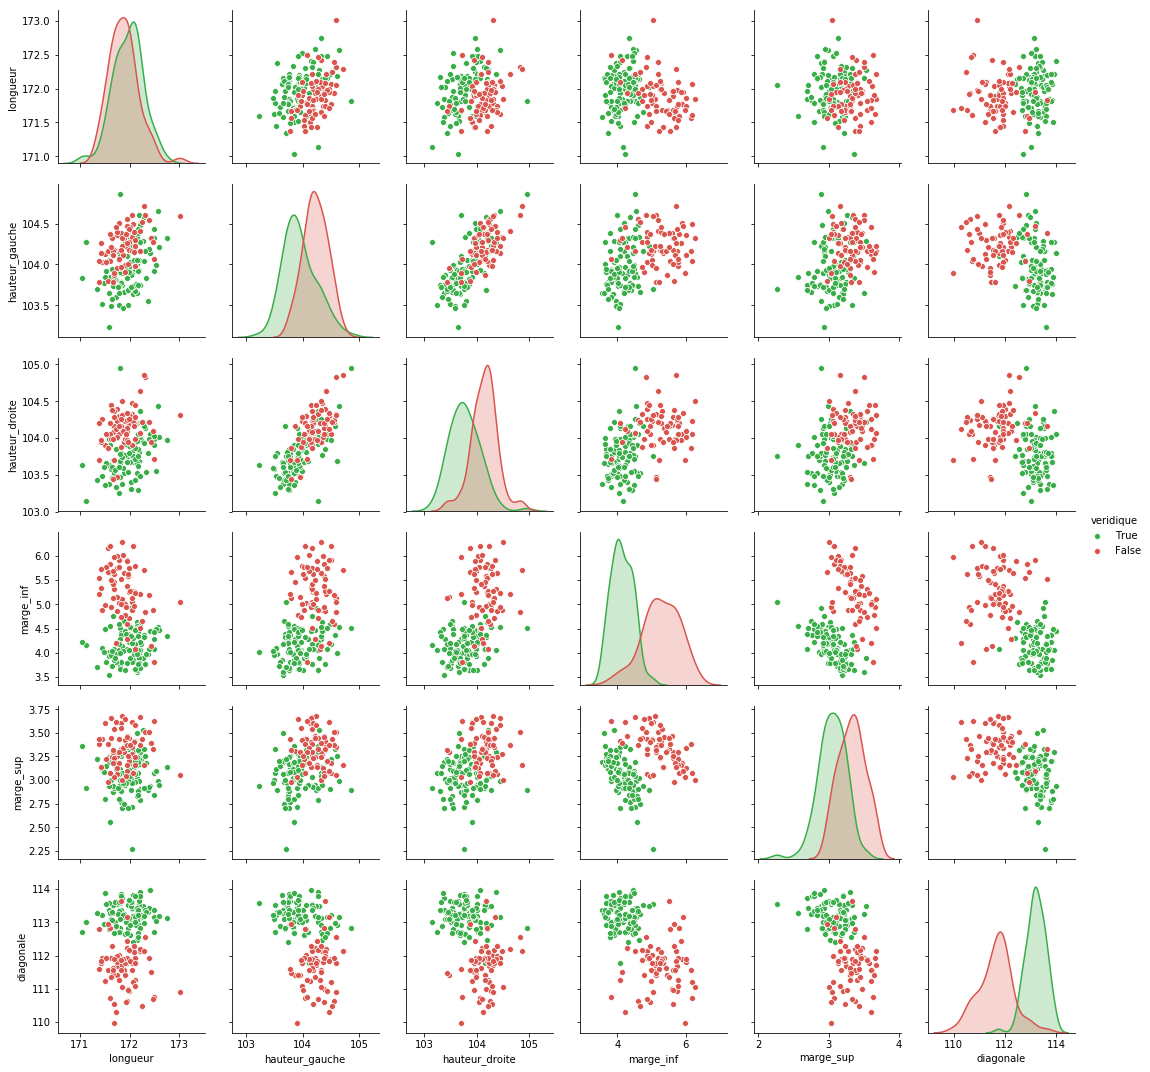 173.0
172.5
172.0
171.5
171.0
longueur
104.5
104.0
103.5
hauteur_gauche
105.0
104.5
104.0
103.5
103.0
hauteur_droite
veridique
True
False
6.0
5.5
5.0
4.5
4.0
3.5
marge_inf
3.75
3.50
3.25
3.00
2.75
2.50
2.25
marge_sup
114
113
112
111
110
diagonale
171 172 173
103 104 105
103 104 105
4 6
2 3 4
110 112 114
longueur
hauteur_gauche
hauteur_droite
marge_inf
marge_sup
diagonale